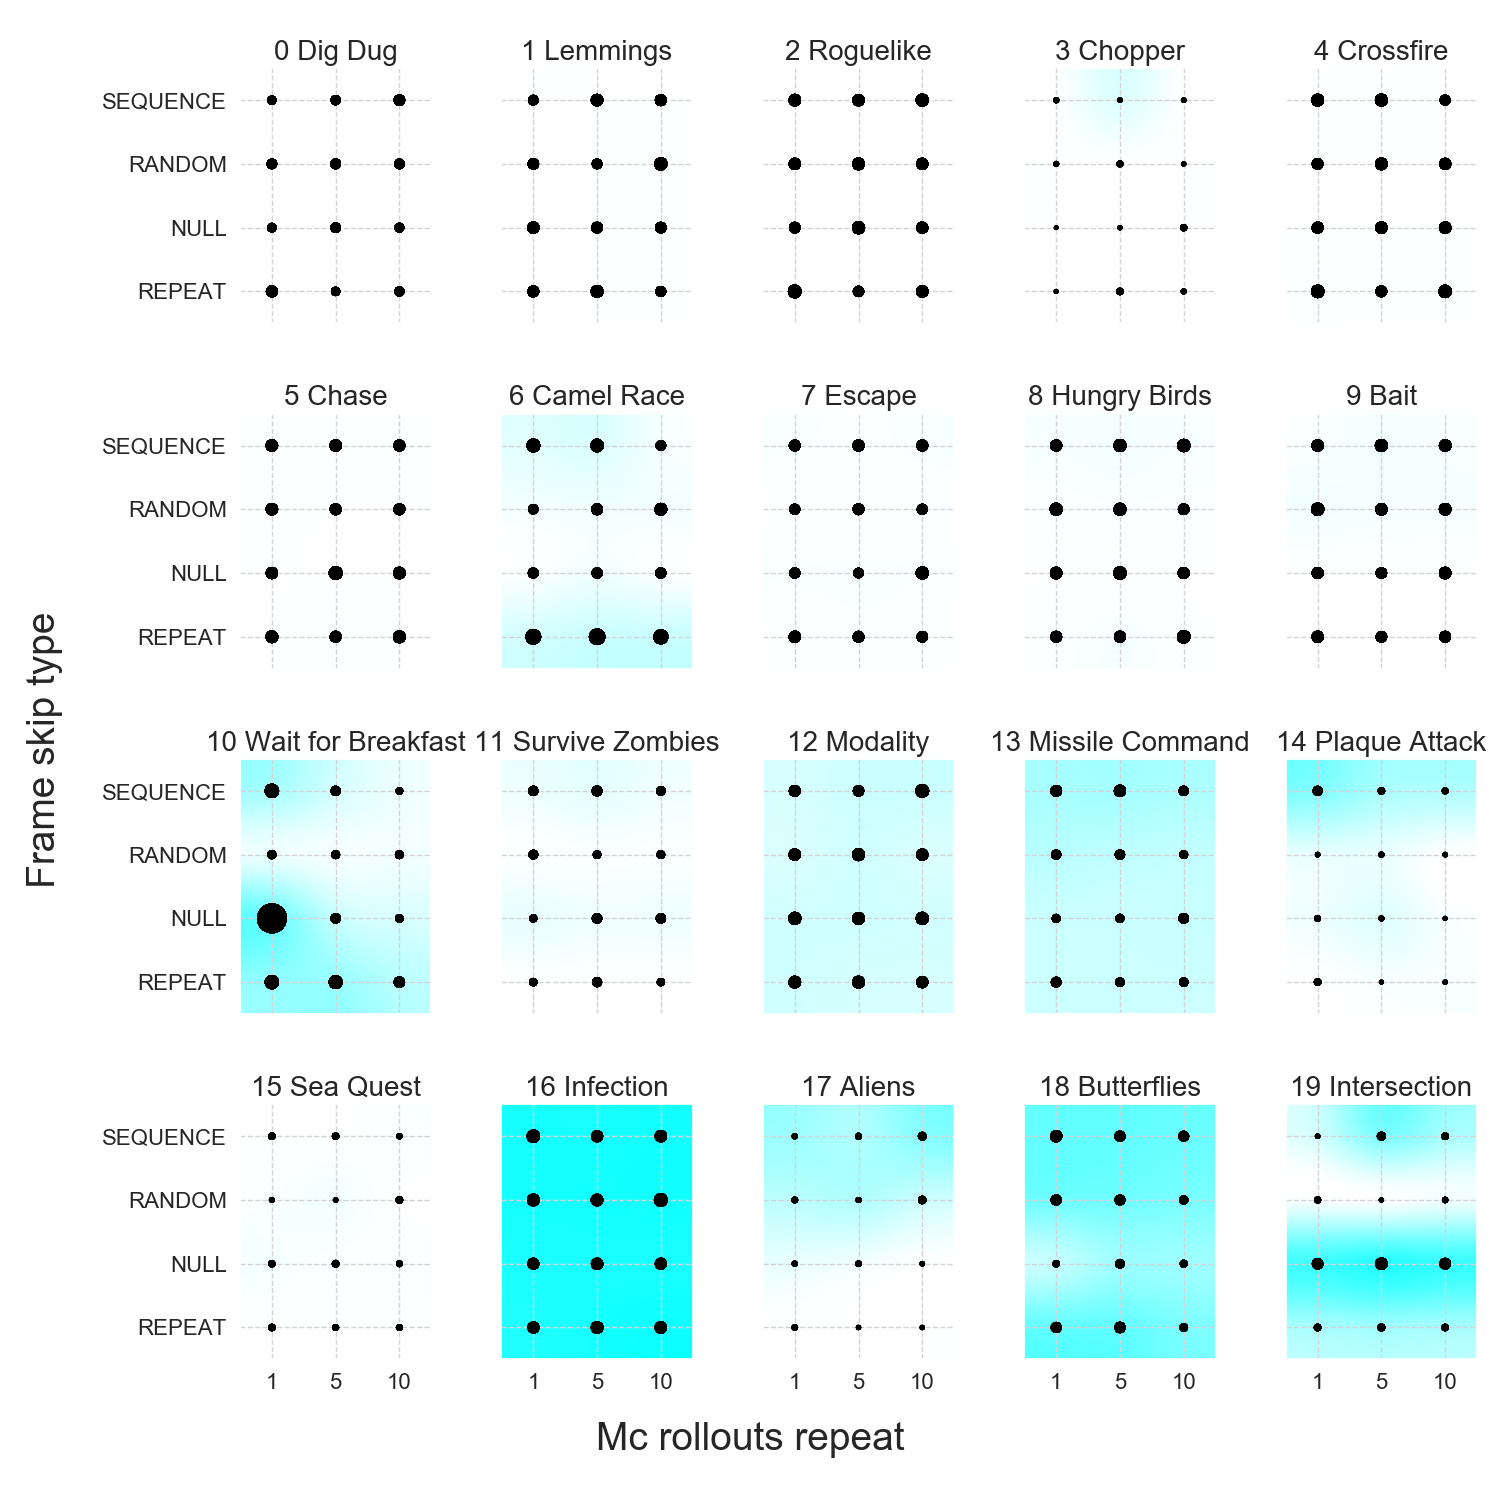 0 Dig Dug
1 Lemmings
2 Roguelike
3 Chopper
4 Crossfire
SEQUENCE
RANDOM
NULL
REPEAT
5 Chase
6 Camel Race
7 Escape
8 Hungry Birds
9 Bait
SEQUENCE
RANDOM
NULL
REPEAT
Frame skip type
10 Wait for Breakfast
11 Survive Zombies
12 Modality
13 Missile Command
14 Plaque Attack
SEQUENCE
RANDOM
NULL
REPEAT
15 Sea Quest
16 Infection
17 Aliens
18 Butterflies
19 Intersection
SEQUENCE
RANDOM
NULL
REPEAT
1 5 10
1 5 10
1 5 10
1 5 10
1 5 10
Mc rollouts repeat